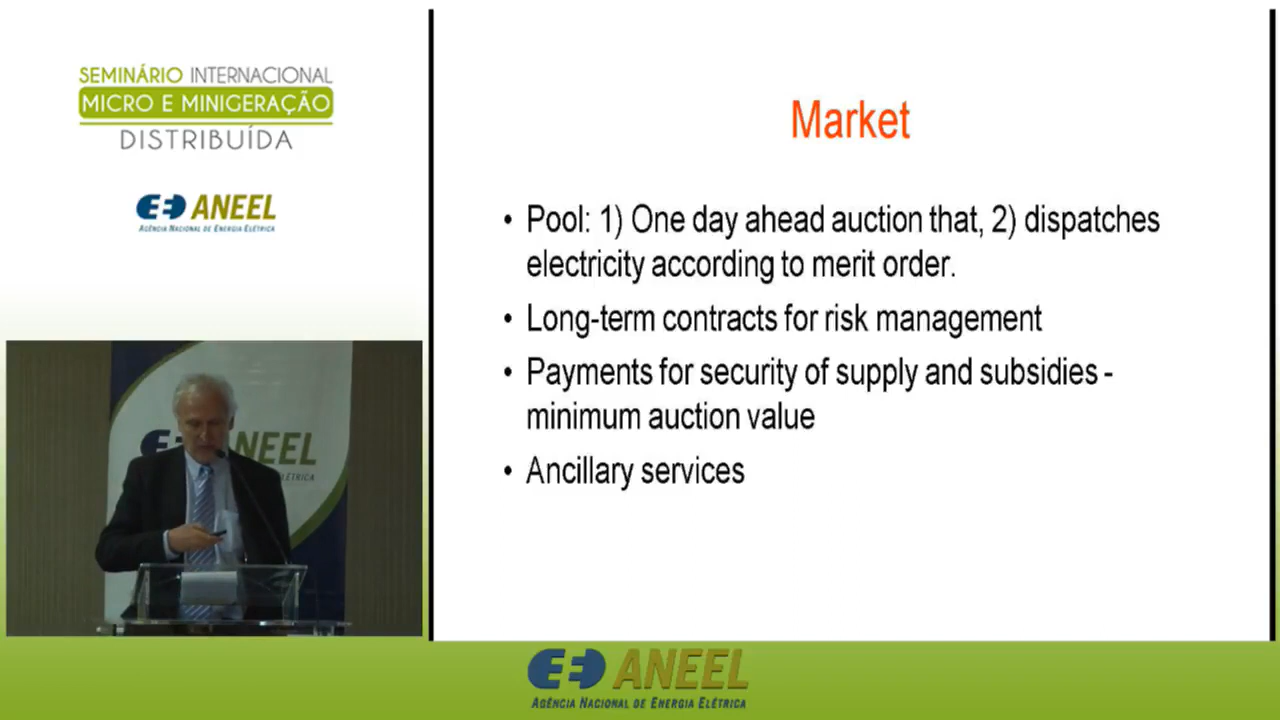 SEMINÁRIO INTERNACIONAL
MICRO E MINIGERAÇÃO
DISTRIBUÍDA
ANEEL
AGÊNCIA NACIONAL DE ENERGIA ELÉTRICA
Market
• Pool: 1) One day ahead auction that, 2) dispatches
electricity according to merit order.
• Long-term contracts for risk management
• Payments for security of supply and subsidies -
minimum auction value
• Ancillary services
NEEL
ELÉTRICA
ANEEL
AGÊNCIA NACIONAL DE ENERGIA ELÉTRICA